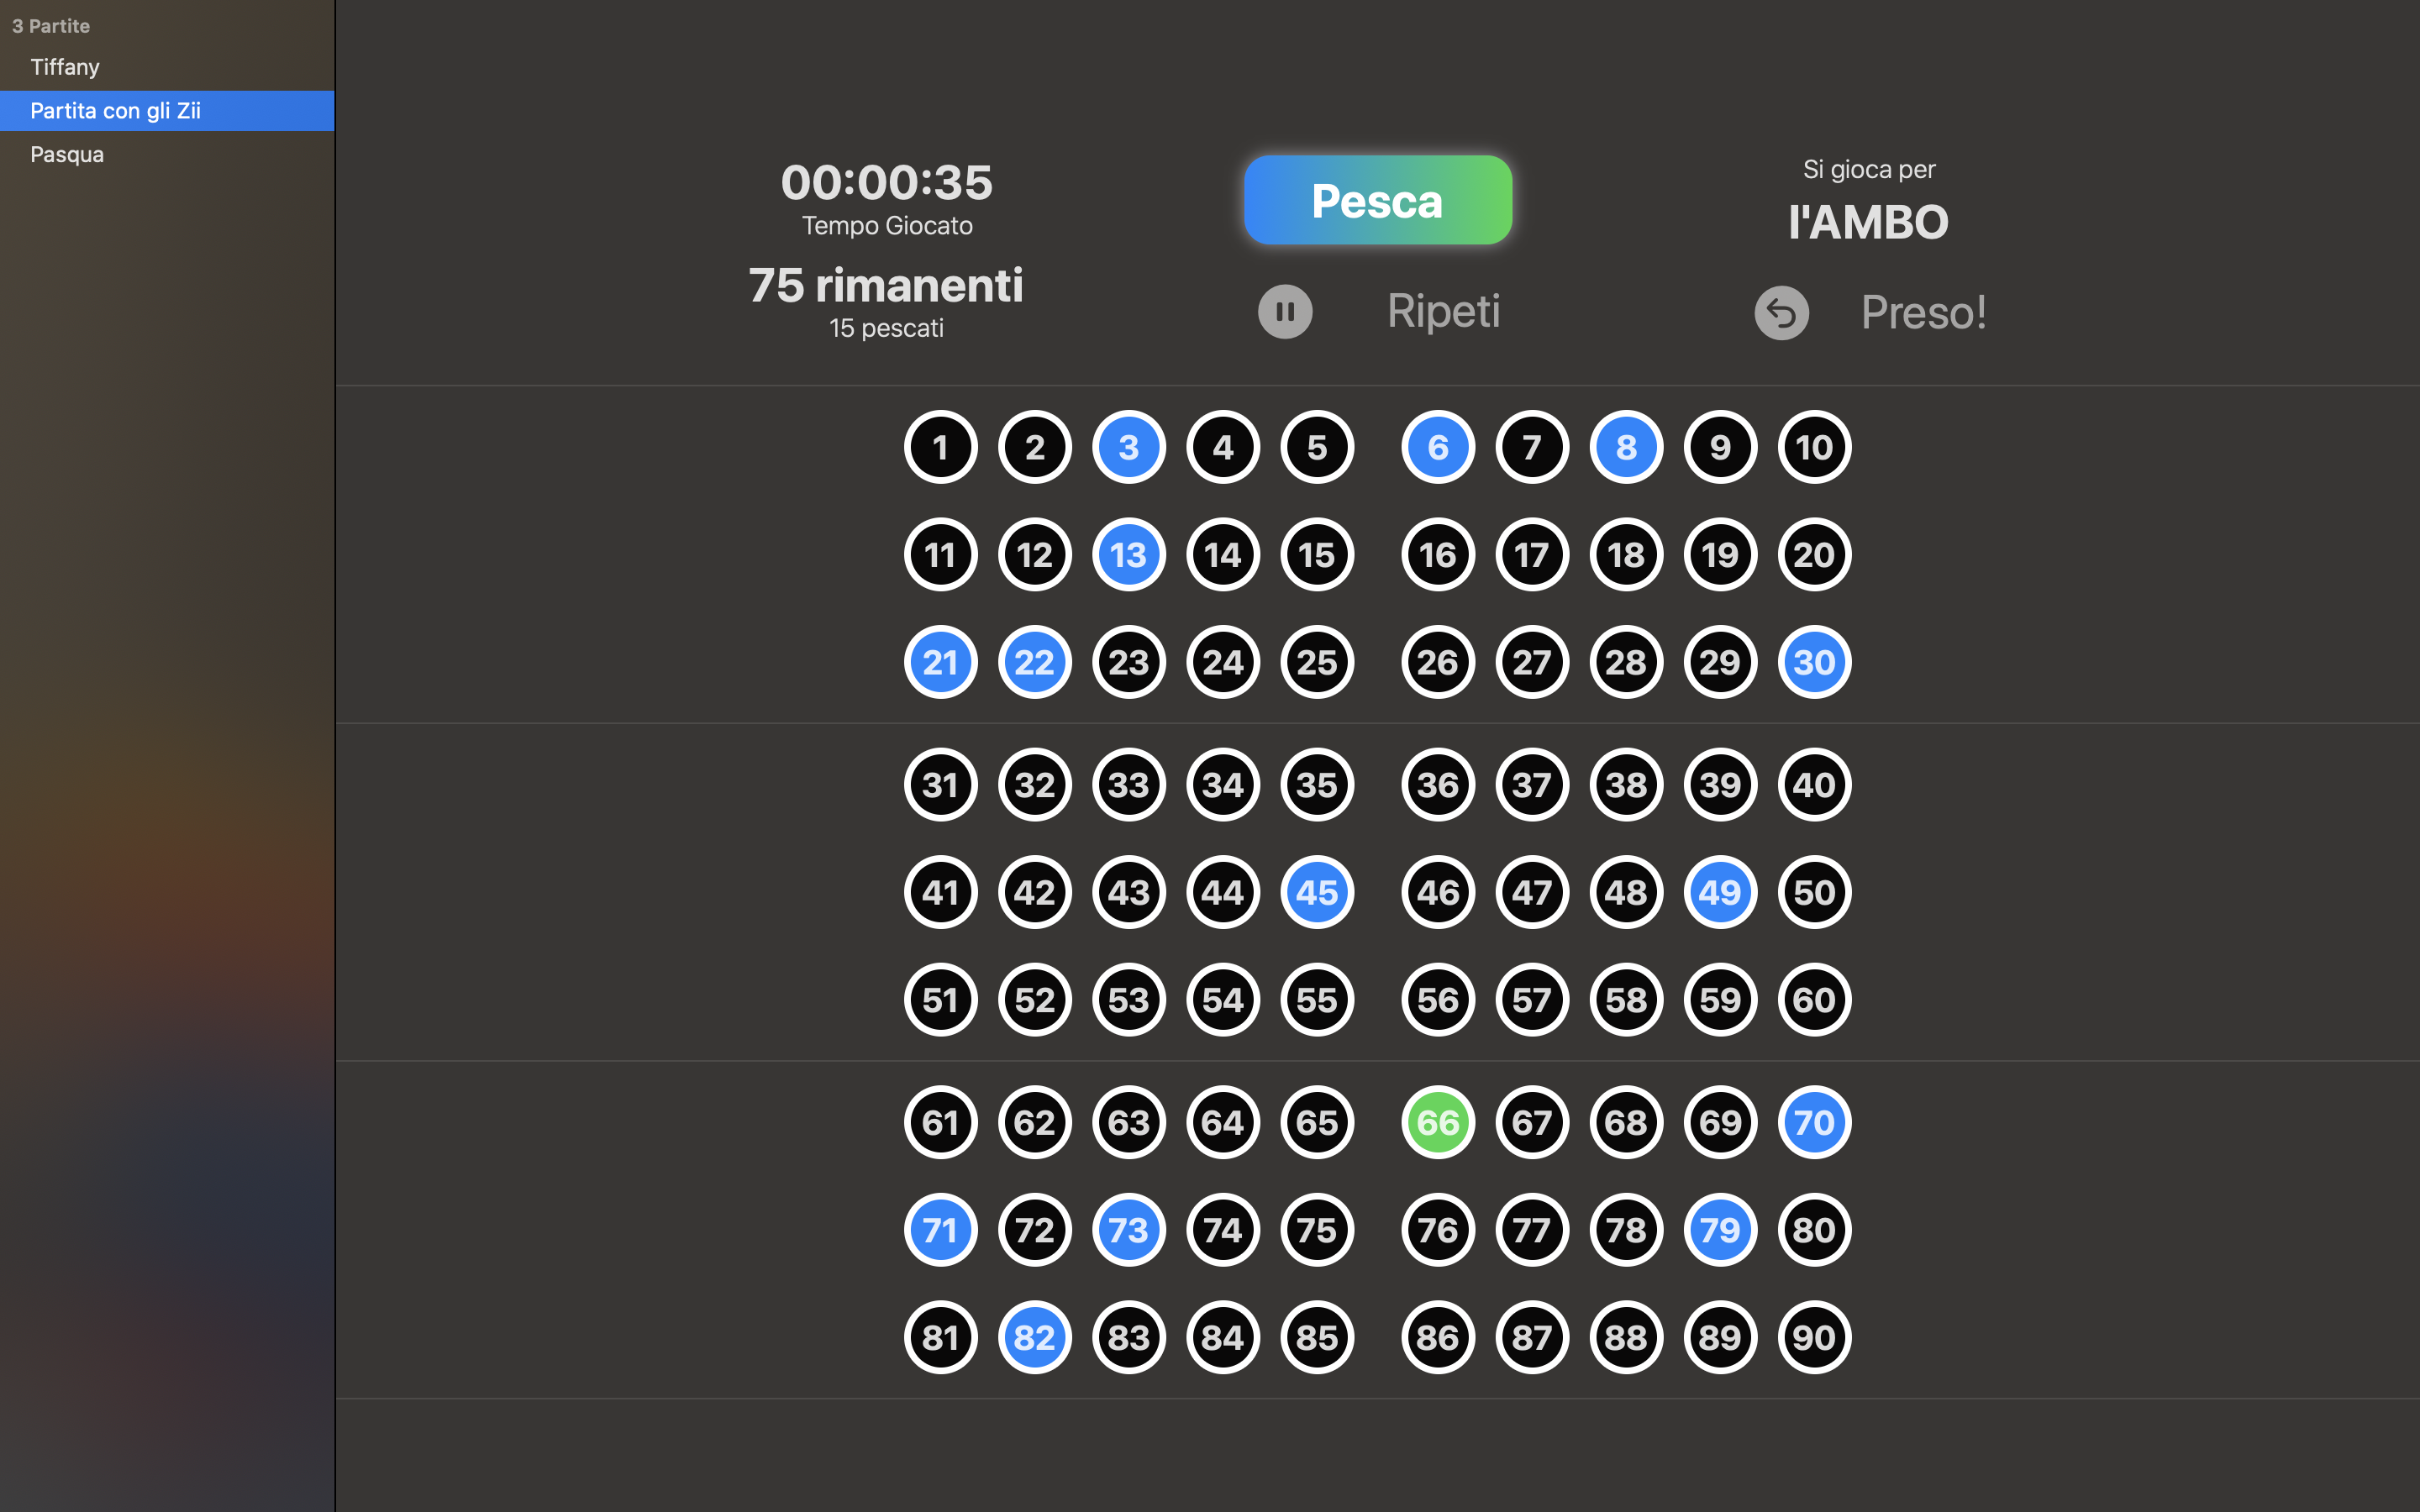 3 Partite
Tiffany
Partita con gli Zii
Pasqua
00:00:35
Tempo Giocato
75 rimanenti
15 pescati
Pesca
Ripeti
Si gioca per
l'AMBO
Preso!
1 2 3 4 5 6 7 8 9 10
11 12 13 14 15 16 17 18 19 20
21 22 23 24 25 26 27 28 29 30
31 32 33 34 35 36 37 38 39 40
41 42 43 44 45 46 47 48 49 50
51 52 53 54 55 56 57 58 59 60
61 62 63 64 65 66 67 68 69 70
71 72 73 74 75 76 77 78 79 80
81 82 83 84 85 86 87 88 89 90